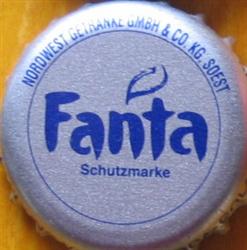 NORDWEST GETRÄNKE GMBH & CO. KG. SOEST
Fanta
Schutzmarke